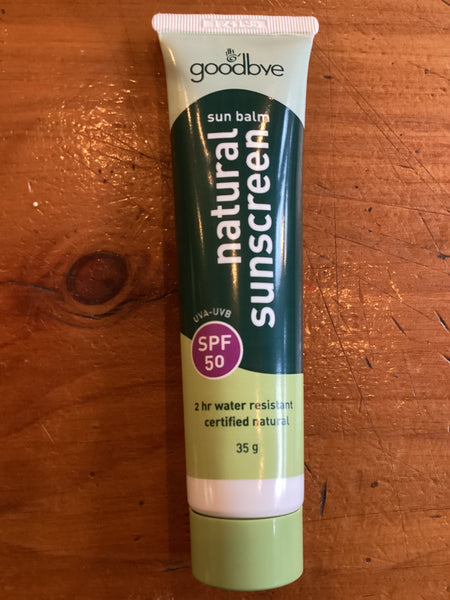 goodbye
sun balm
natural
sunscreen
UVA-UVB
SPF
50
2 hr water resistant
certified natural
35 g